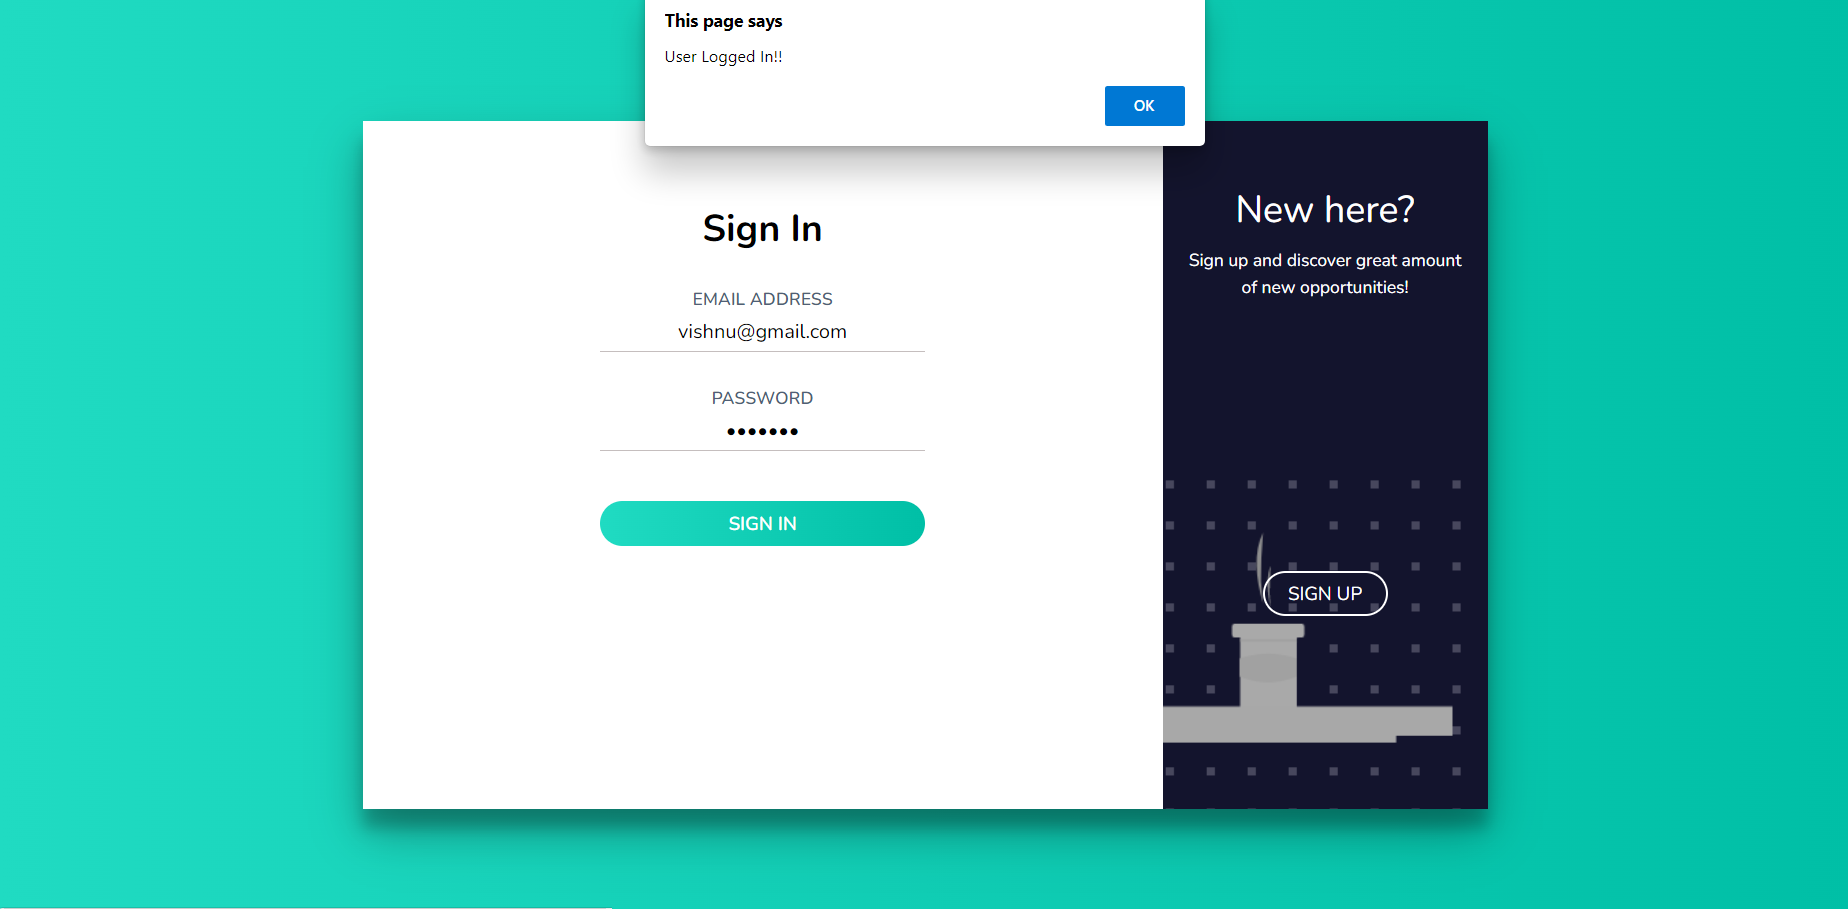 This page says
User Logged In!!
OK
Sign In
EMAIL ADDRESS
vishnu@gmail.com
PASSWORD
•••••••
SIGN IN
New here?
Sign up and discover great amount
of new opportunities!
SIGN UP